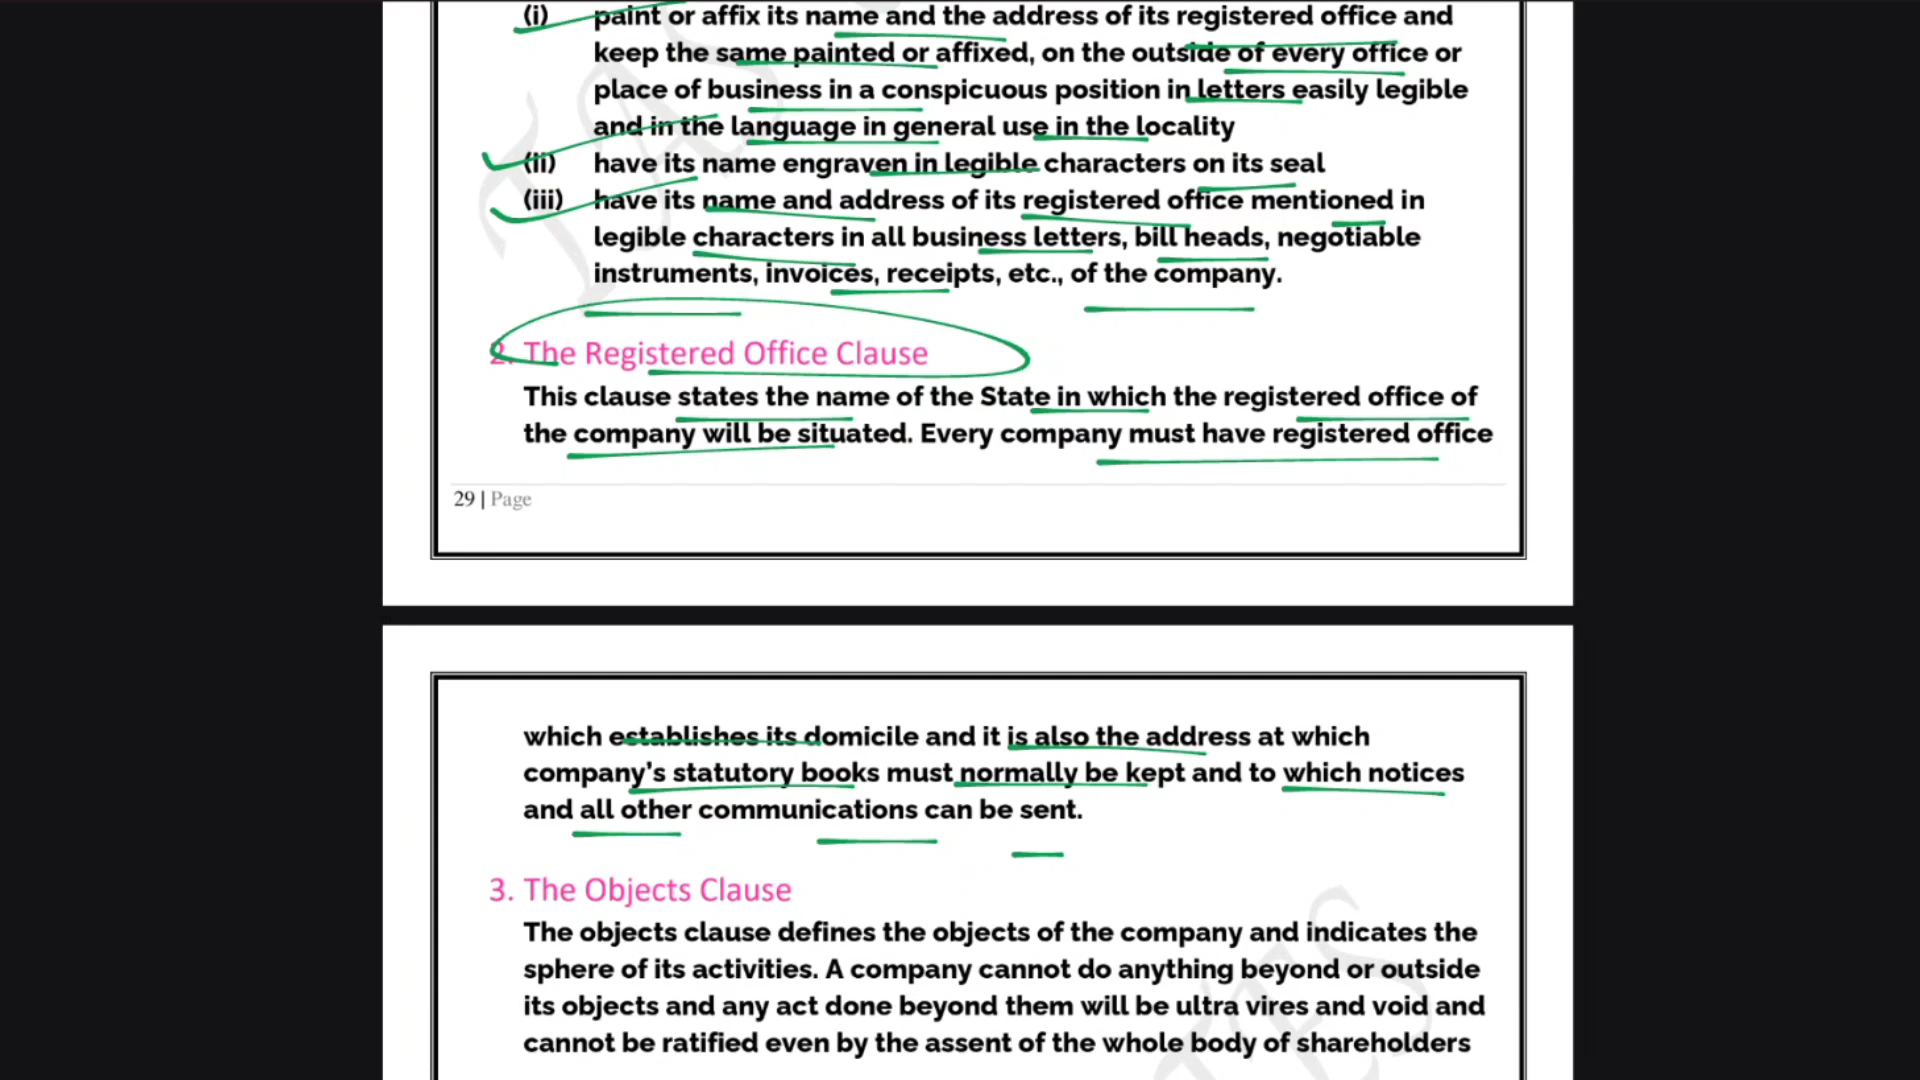 (i) paint or affix its name and the address of its registered office and
keep the same painted or affixed, on the outside of every office or
place of business in a conspicuous position in letters easily legible
and in the language in general use in the locality
(ii) have its name engraven in legible characters on its seal
(iii) have its name and address of its registered office mentioned in
legible characters in all business letters, bill heads, negotiable
instruments, invoices, receipts, etc., of the company.
2. The Registered Office Clause
This clause states the name of the State in which the registered office of
the company will be situated. Every company must have registered office
29 | Page
which establishes its domicile and it is also the address at which
company's statutory books must normally be kept and to which notices
and all other communications can be sent.
3. The Objects Clause
The objects clause defines the objects of the company and indicates the
sphere of its activities. A company cannot do anything beyond or outside
its objects and any act done beyond them will be ultra vires and void and
cannot be ratified even by the assent of the whole body of shareholders